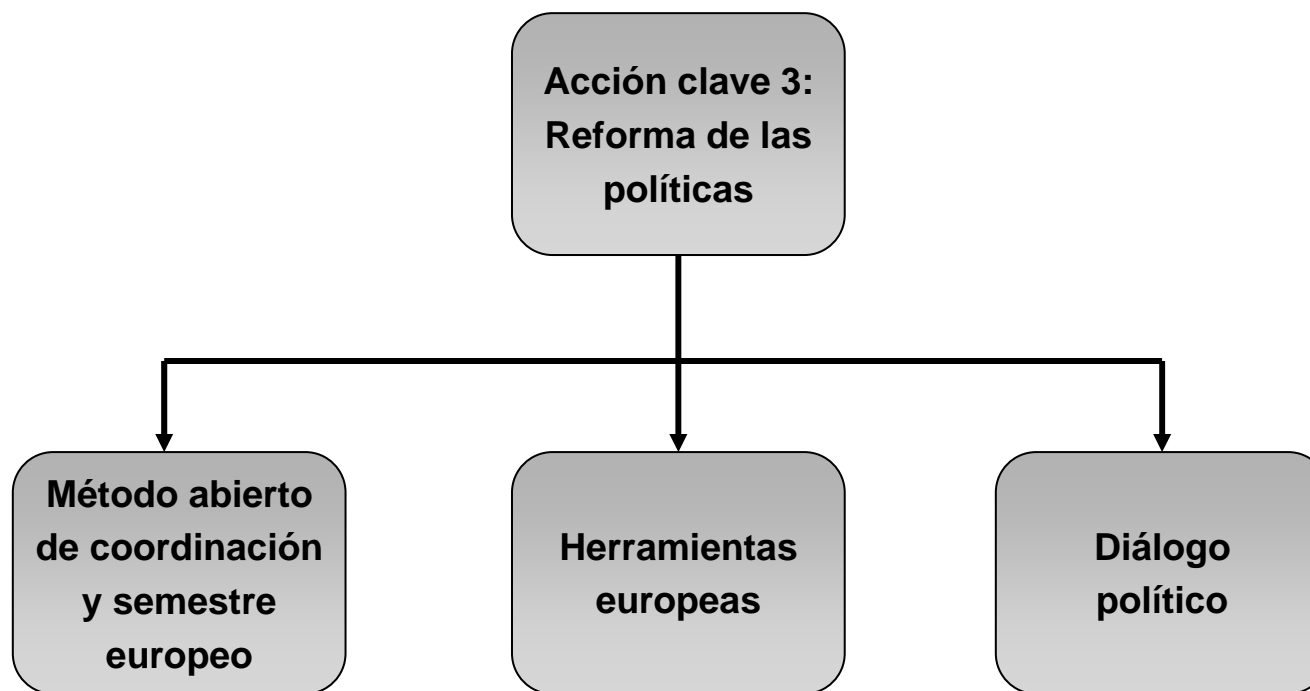 Acción clave 3:
Reforma de las
políticas
Método abierto
de coordinación
y semestre
europeo
Herramientas
europeas
Diálogo
político